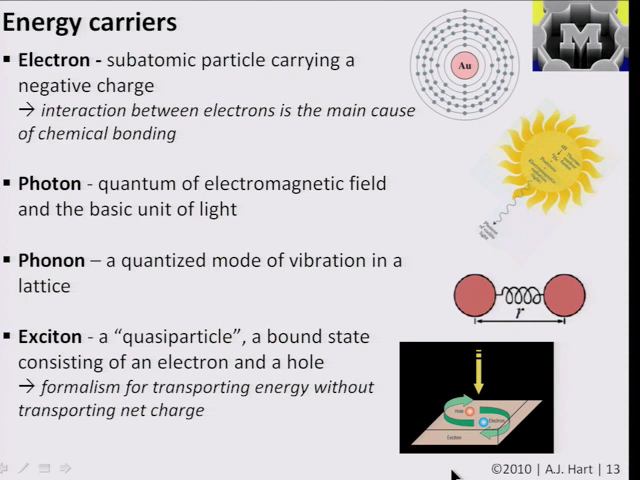 Energy carriers
M
▪ Electron - subatomic particle carrying a
negative charge
→ interaction between electrons is the main cause
of chemical bonding
Au
▪ Photon - quantum of electromagnetic field
and the basic unit of light
▪ Phonon – a quantized mode of vibration in a
lattice
r
▪ Exciton - a “quasiparticle”, a bound state
consisting of an electron and a hole
→ formalism for transporting energy without
transporting net charge
Hole
Electron
Exciton
©2010 | A.J. Hart | 13